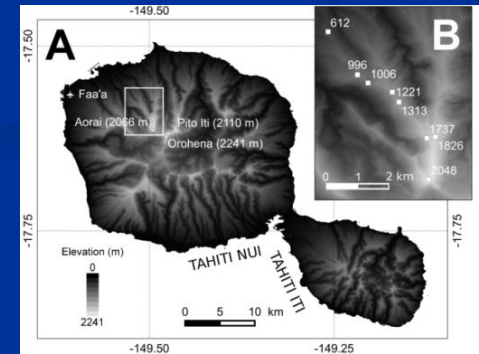 -149.50
-149.25
A
B
-17.50
612
996
1006
1221
1313
1737
1826
2048
0 1 2 km
Faa'a
Aorai (2066 m)
Pito Iti (2110 m)
Orohena (2241 m)
-17.75
-17.75
Elevation (m)
0
2241
TAHITI NUI
TAHITI ITI
0 5 10 km
-149.50
-149.25